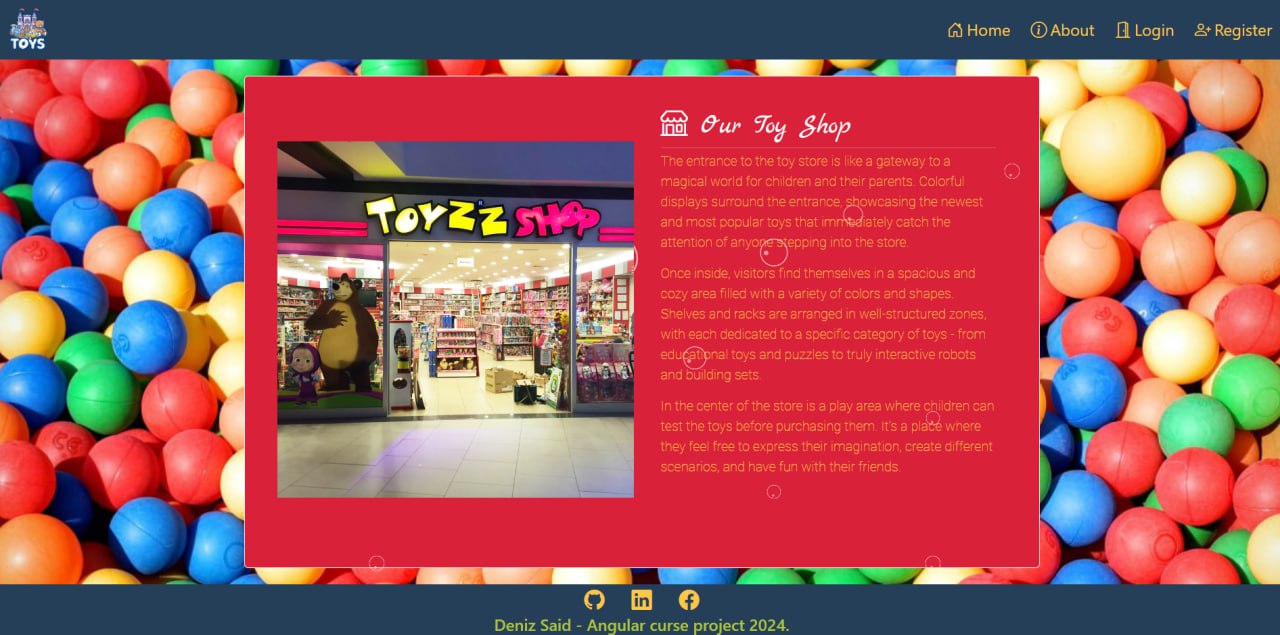 TOYS
Home
About
Login
Register
Our Toy Shop
TOYZZ SHOP
The entrance to the toy store is like a gateway to a
magical world for children and their parents. Colorful
displays surround the entrance, showcasing the newest
and most popular toys that immediately catch the
attention of anyone stepping into the store.
Once inside, visitors find themselves in a spacious and
cozy area filled with a variety of colors and shapes.
Shelves and racks are arranged in well-structured zones,
with each dedicated to a specific category of toys - from
educational toys and puzzles to truly interactive robots
and building sets.
In the center of the store is a play area where children can
test the toys before purchasing them. It's a place where
they feel free to express their imagination, create different
scenarios, and have fun with their friends.
Deniz Said - Angular curse project 2024.